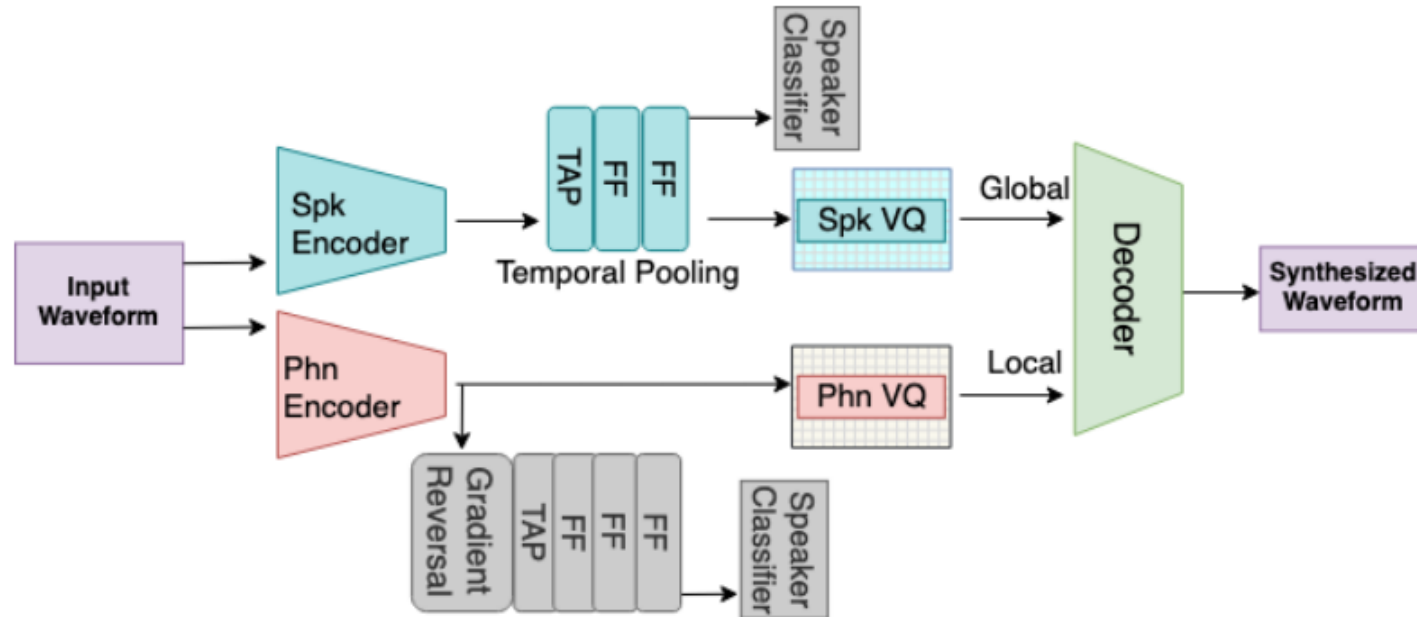 Speaker
Classifier
TAP
FF
FF
Temporal Pooling
Spk
Encoder
Spk VQ
Global
Input
Waveform
Decoder
Synthesized
Waveform
Phn
Encoder
Phn VQ
Local
Gradient
Reversal
TAP
FF
FF
FF
Speaker
Classifier